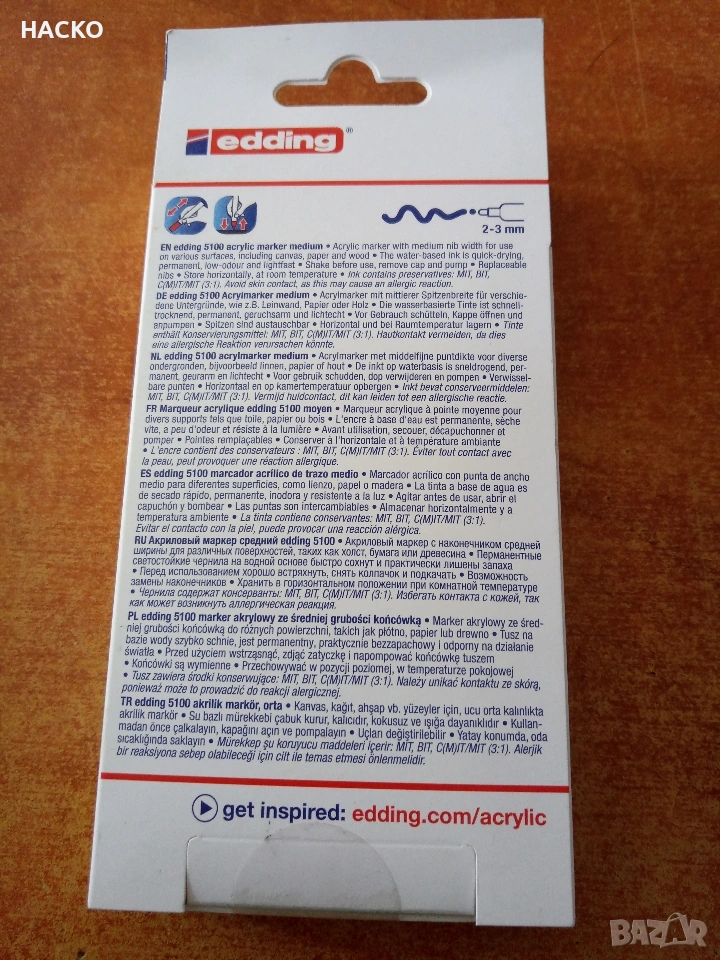 HACKO
edding®
2-3 mm
EN edding 5100 acrylic marker medium • Acrylic marker with medium nib width for use
on various surfaces, including canvas, paper and wood • The water-based ink is quick-drying,
permanent, low-odour and lightfast • Shake before use, remove cap and pump • Replaceable
nibs • Store horizontally, at room temperature • Ink contains preservatives: MIT, BIT,
C(M)IT/MIT (3:1). Avoid skin contact, as this may cause an allergic reaction.
DE edding 5100 Acrylmarker medium • Acrylmarker mit mittlerer Spitzenbreite für verschie-
dene Untergründe, wie z.B. Leinwand, Papier oder Holz • Die wasserbasierte Tinte ist schnell-
trocknend, permanent, geruchsarm und lichtecht • Vor Gebrauch schütteln, Kappe öffnen und
anpumpen • Spitzen sind austauschbar • Horizontal und bei Raumtemperatur lagern • Tinte
enthält Konservierungsmittel: MIT, BIT, C(M)IT/MIT (3:1). Hautkontakt vermeiden, da dies
eine allergische Reaktion verursachen könnte.
NL edding 5100 acrylmarker medium • Acrylmarker met middelfijne puntdikte voor diverse
ondergronden, bijvoorbeeld linnen, papier of hout • De inkt op waterbasis is sneldrogend, per-
manent, geurarm en lichtecht • Voor gebruik schudden, dop verwijderen en pompen • Verwissel-
bare punten • Horizontaal en op kamertemperatuur opbergen • Inkt bevat conserveermiddelen:
MIT, BIT, C(M)IT/MIT (3:1). Vermijd huidcontact, dit kan leiden tot een allergische reactie.
FR Marqueur acrylique edding 5100 moyen • Marqueur acrylique à pointe moyenne pour
divers supports tels que toile, papier ou bois • L'encre à base d'eau est permanente, sèche
vite, a peu d'odeur et résiste à la lumière • Avant utilisation, secouer, décapuchonner et
pomper • Pointes remplaçables • Conserver à l'horizontale et à température ambiante
• L'encre contient des conservateurs : MIT, BIT, C(M)IT/MIT (3:1). Éviter tout contact avec
la peau, peut provoquer une réaction allergique.
ES edding 5100 marcador acrílico de trazo medio • Marcador acrílico con punta de ancho
medio para diferentes superficies, como lienzo, papel o madera • La tinta a base de agua es
de secado rápido, permanente, inodora y resistente a la luz • Agitar antes de usar, abrir el
capuchón y bombear • Las puntas son intercambiables • Almacenar horizontalmente y a
temperatura ambiente • La tinta contiene conservantes: MIT, BIT, C(M)IT/MIT (3:1).
Evitar el contacto con la piel, puede provocar una reacción alérgica.
RU Акриловый маркер средний edding 5100 • Акриловый маркер с наконечником средней
ширины для различных поверхностей, таких как холст, бумага или древесина • Перманентные
светостойкие чернила на водной основе быстро сохнут и практически лишены запаха
• Перед использованием хорошо встряхнуть, снять колпачок и подкачать • Возможность
замены наконечников • Хранить в горизонтальном положении при комнатной температуре
• Чернила содержат консерванты: MIT, BIT, C(M)IT/MIT (3:1). Избегать контакта с кожей, так
как может возникнуть аллергическая реакция.
PL edding 5100 marker akrylowy ze średniej grubości końcówką • Marker akrylowy ze śred-
niej grubości końcówką do różnych powierzchni, takich jak płótno, papier lub drewno • Tusz na
bazie wody szybko schnie, jest permanentny, praktycznie bezzapachowy i odporny na działanie
światła • Przed użyciem wstrząsnąć, zdjąć zatyczkę i napompować końcówkę tuszem
• Końcówki są wymienne • Przechowywać w pozycji poziomej, w temperaturze pokojowej
• Tusz zawiera środki konserwujące: MIT, BIT, C(M)IT/MIT (3:1). Należy unikać kontaktu ze skórą,
ponieważ może to prowadzić do reakcji alergicznej.
TR edding 5100 akrilik markör, orta • Kanvas, kağıt, ahşap vb. yüzeyler için, ucu orta kalınlıkta
akrilik markör • Su bazlı mürekkebi çabuk kurur, kalıcıdır, kokusuz ve ışığa dayanıklıdır • Kullan-
madan önce çalkalayın, kapağını açın ve pompalayın • Uçları değiştirilebilir • Yatay konumda, oda
sıcaklığında saklayın • Mürekkep şu koruyucu maddeleri içerir: MIT, BIT, C(M)IT/MIT (3:1). Alerjik
bir reaksiyona sebep olabileceği için cilt ile temas etmesi önlenmelidir.
get inspired: edding.com/acrylic
BAZAR